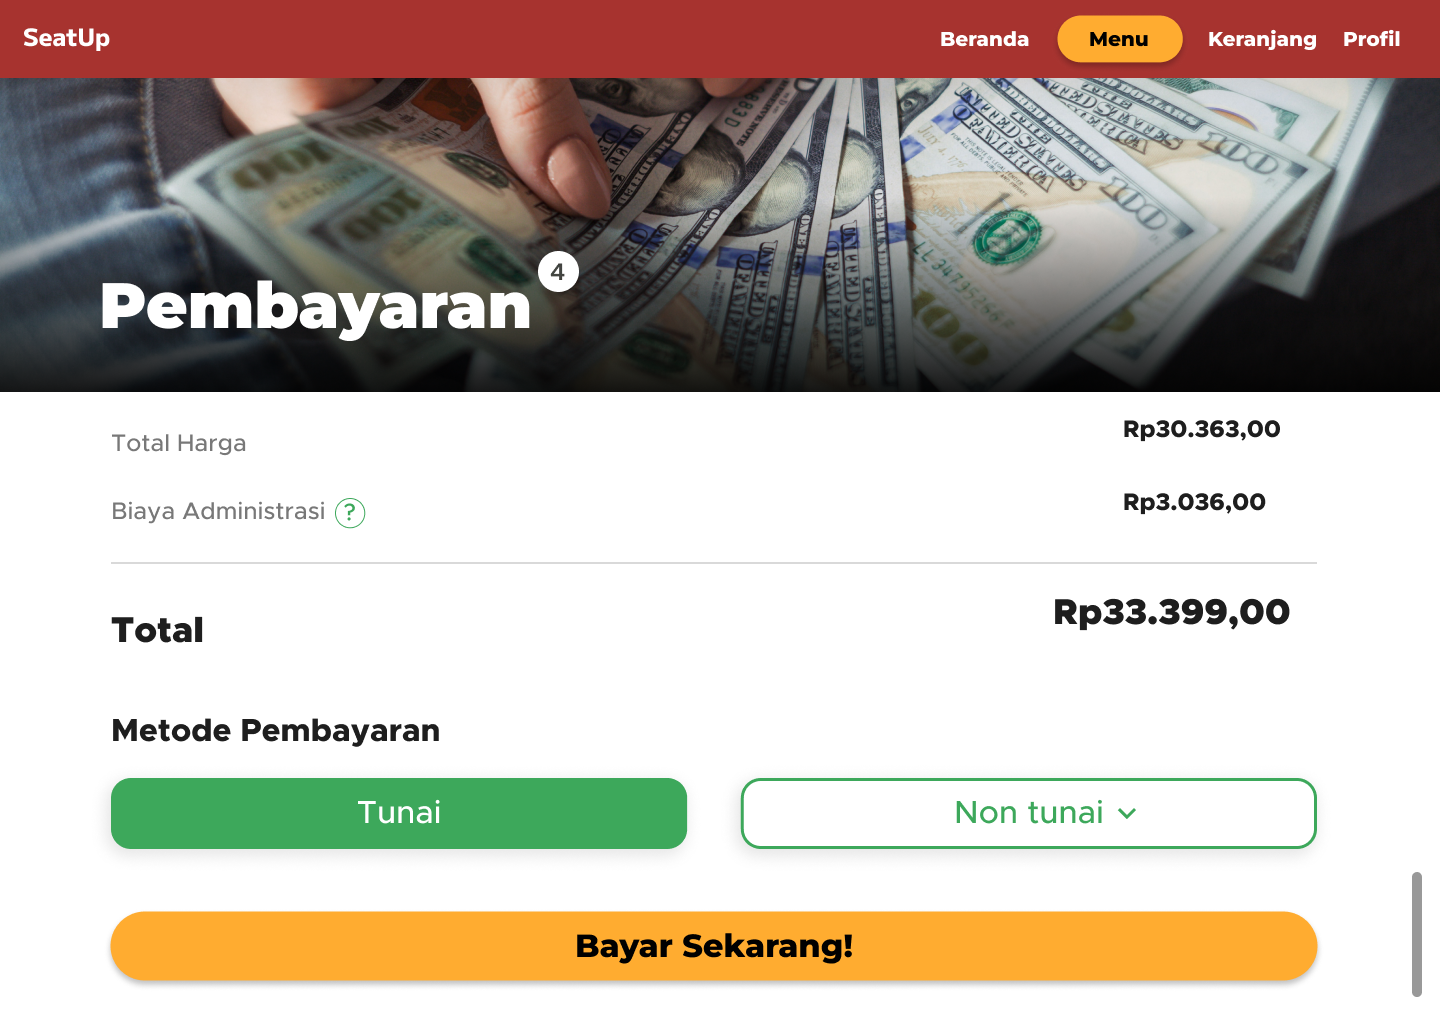 SeatUp
Beranda Menu Keranjang Profil
Pembayaran 4
Total Harga Rp30.363,00
Biaya Administrasi ? Rp3.036,00
Total Rp33.399,00
Metode Pembayaran
Tunai Non tunai
Bayar Sekarang!